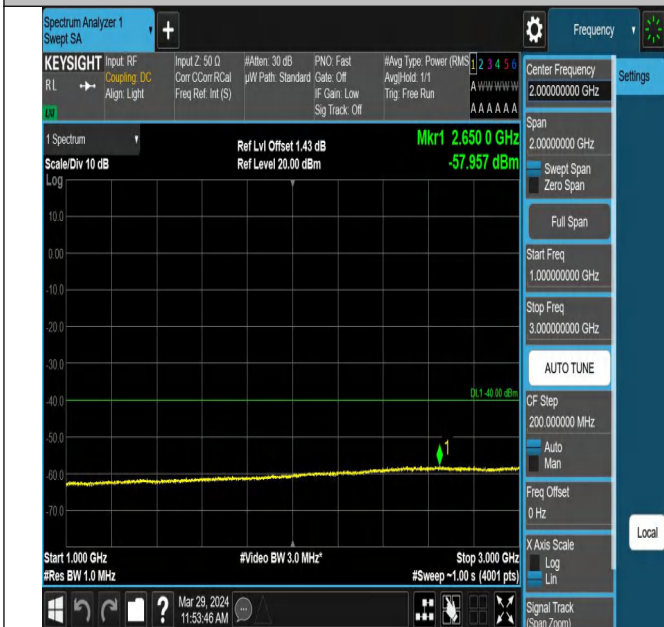 Spectrum Analyzer 1
Swept SA
+
Frequency
KEYSIGHT
RL
LXI
Input: RF
Coupling: DC
Align: Light
Input Z: 50 Ω
Corr CCorr RCal
Freq Ref: Int (S)
#Atten: 30 dB
µW Path: Standard
PNO: Fast
Gate: Off
IF Gain: Low
Sig Track: Off
#Avg Type: Power (RMS
Avg|Hold: 1/1
Trig: Free Run
1 2 3 4 5 6
A W W W W W
A A A A A A
1 Spectrum
Scale/Div 10 dB
Log
Ref Lvl Offset 1.43 dB
Ref Level 20.00 dBm
Mkr1 2.650 0 GHz
-57.957 dBm
10.0
0.00
-10.0
-20.0
-30.0
-40.0
-50.0
-60.0
-70.0
DL1 -40.00 dBm
1
Start 1.000 GHz
#Res BW 1.0 MHz
#Video BW 3.0 MHz*
Stop 3.000 GHz
#Sweep ~1.00 s (4001 pts)
Center Frequency
2.000000000 GHz
Span
2.00000000 GHz
Swept Span
Zero Span
Full Span
Start Freq
1.000000000 GHz
Stop Freq
3.000000000 GHz
AUTO TUNE
CF Step
200.000000 MHz
Auto
Man
Freq Offset
0 Hz
X Axis Scale
Log
Lin
Signal Track
(Span Zoom)
Settings
Local
?
Mar 29, 2024
11:53:46 AM